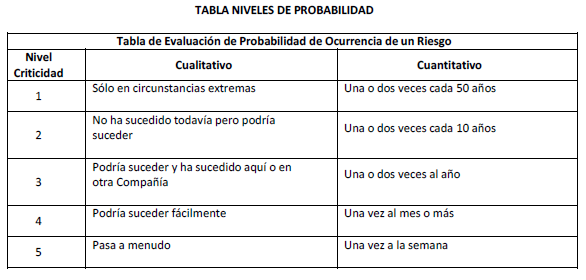 TABLA NIVELES DE PROBABILIDAD
Tabla de Evaluación de Probabilidad de Ocurrencia de un Riesgo
Nivel
Criticidad
Cualitativo
Cuantitativo
1
Sólo en circunstancias extremas
Una o dos veces cada 50 años
2
No ha sucedido todavía pero podría
suceder
Una o dos veces cada 10 años
3
Podría suceder y ha sucedido aquí o en
otra Compañía
Una o dos veces al año
4
Podría suceder fácilmente
Una vez al mes o más
5
Pasa a menudo
Una vez a la semana